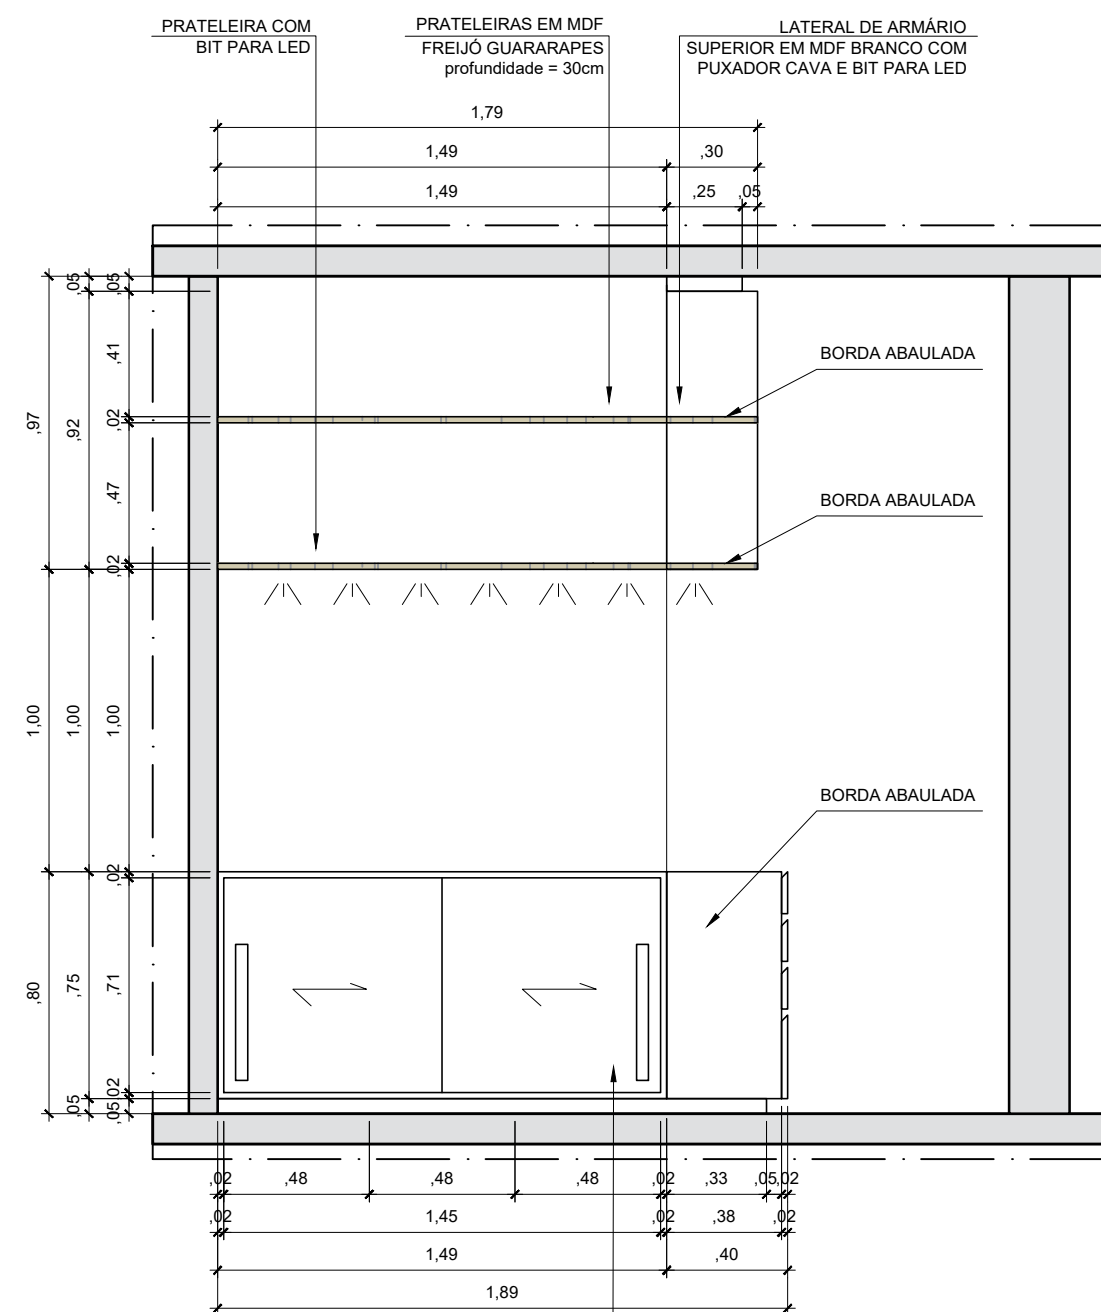 PRATELEIRA COM
BIT PARA LED
PRATELEIRAS EM MDF
FREIJÓ GUARARAPES
profundidade = 30cm
LATERAL DE ARMÁRIO
SUPERIOR EM MDF BRANCO COM
PUXADOR CAVA E BIT PARA LED
1,79
1,49 ,30
1,49 ,25 ,05
,97
1,00
,80
,05
,92
1,00
,75
,05
,05
,41
,02
,47
,02
1,00
,02
,71
,02
,05
BORDA ABAULADA
BORDA ABAULADA
BORDA ABAULADA
,02 ,48 ,48 ,48 ,02 ,33 ,05 ,02
,02 1,45 ,02 ,38 ,02
1,49 ,40
1,89